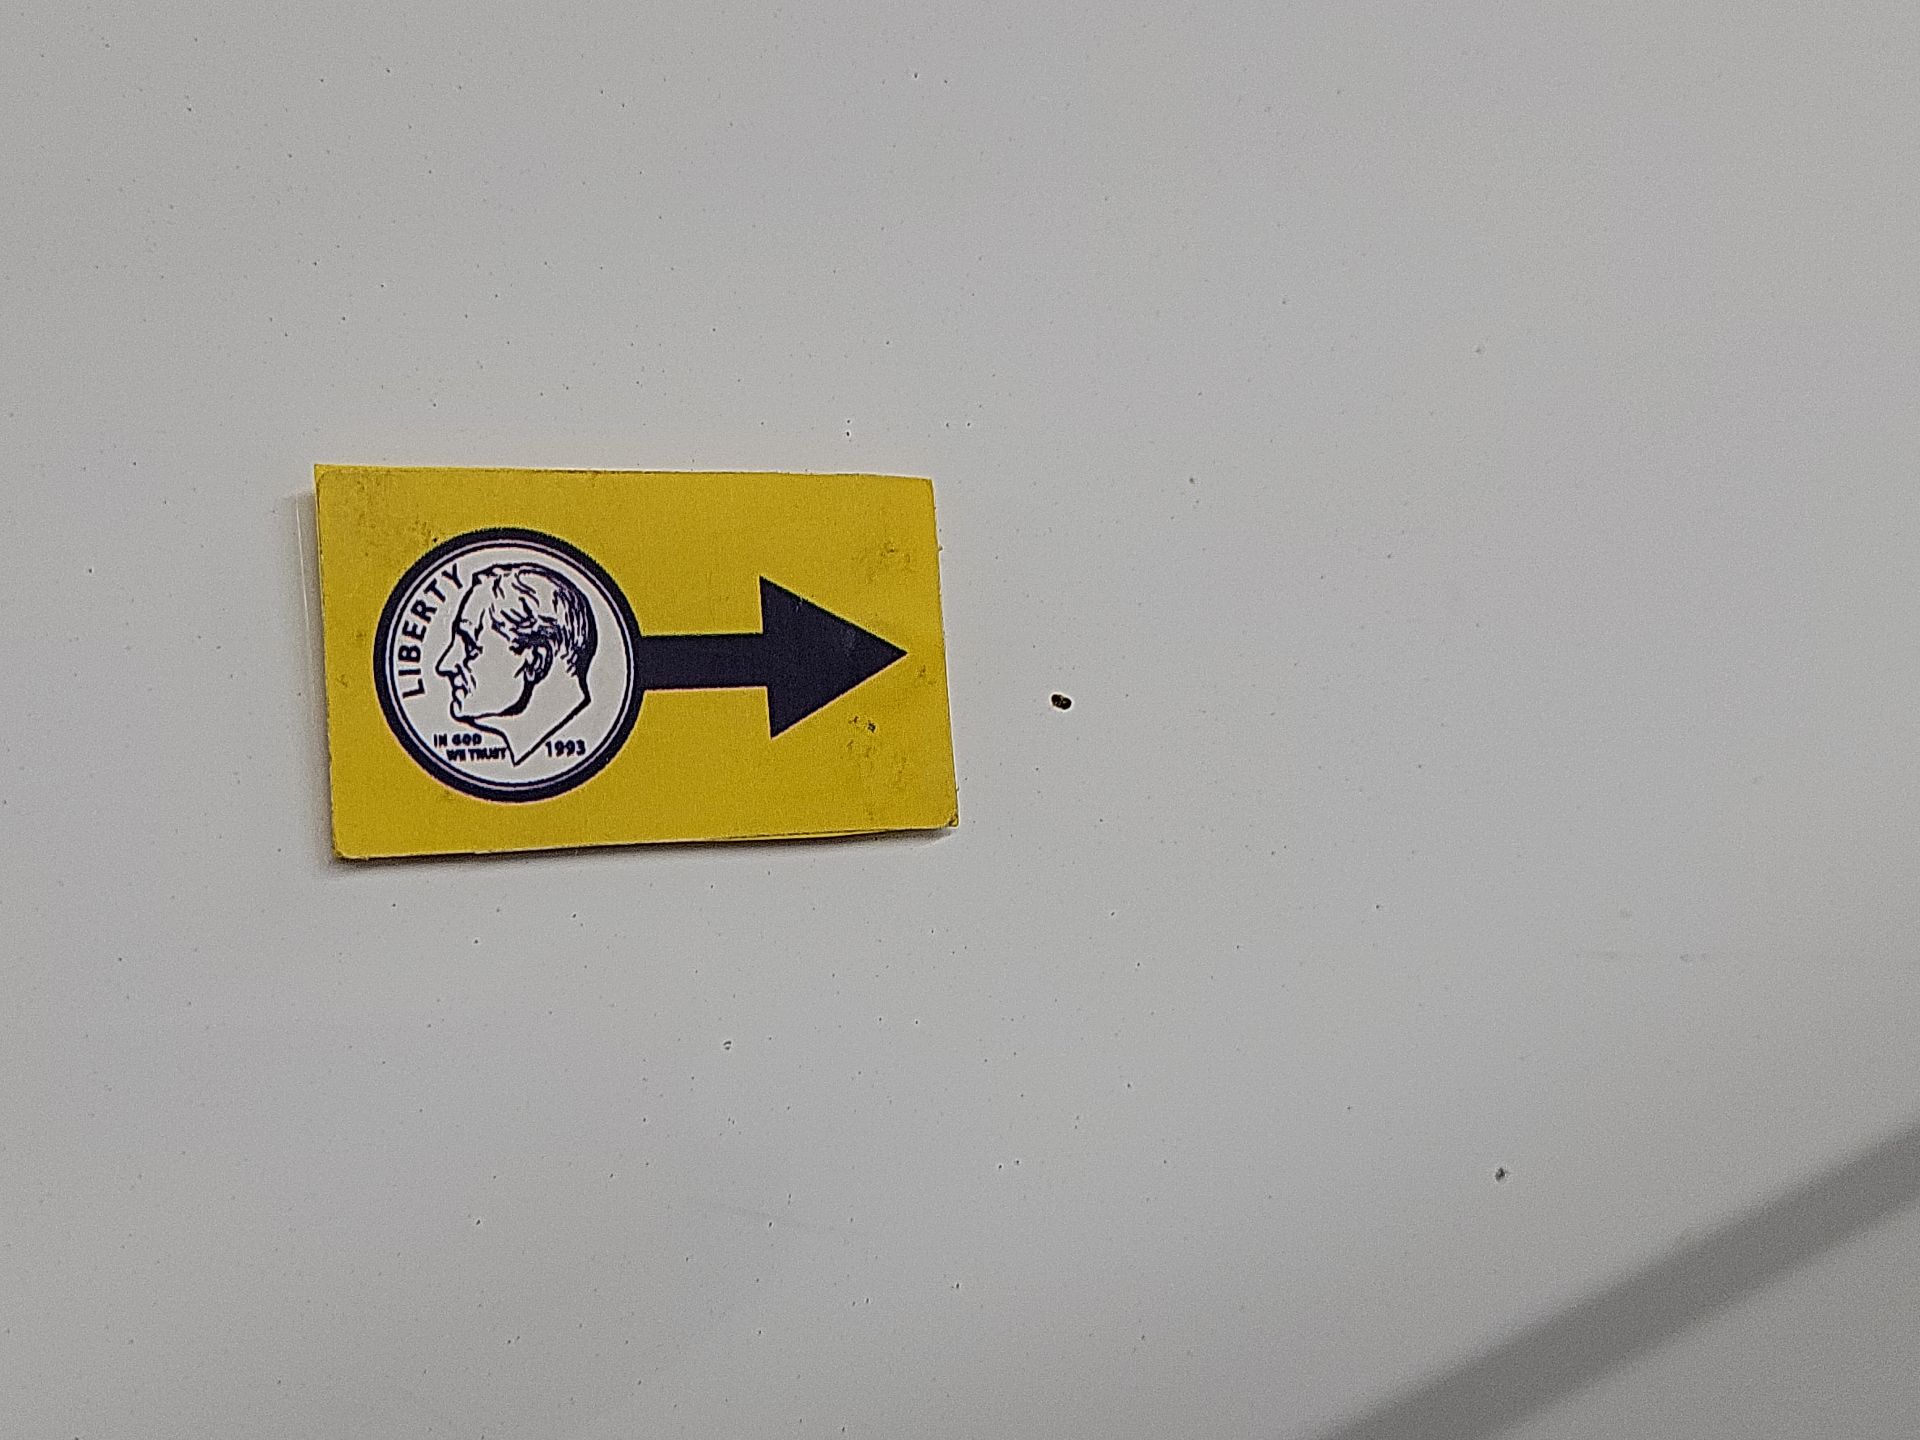 LIBERTY
IN GOD
WE TRUST
1993